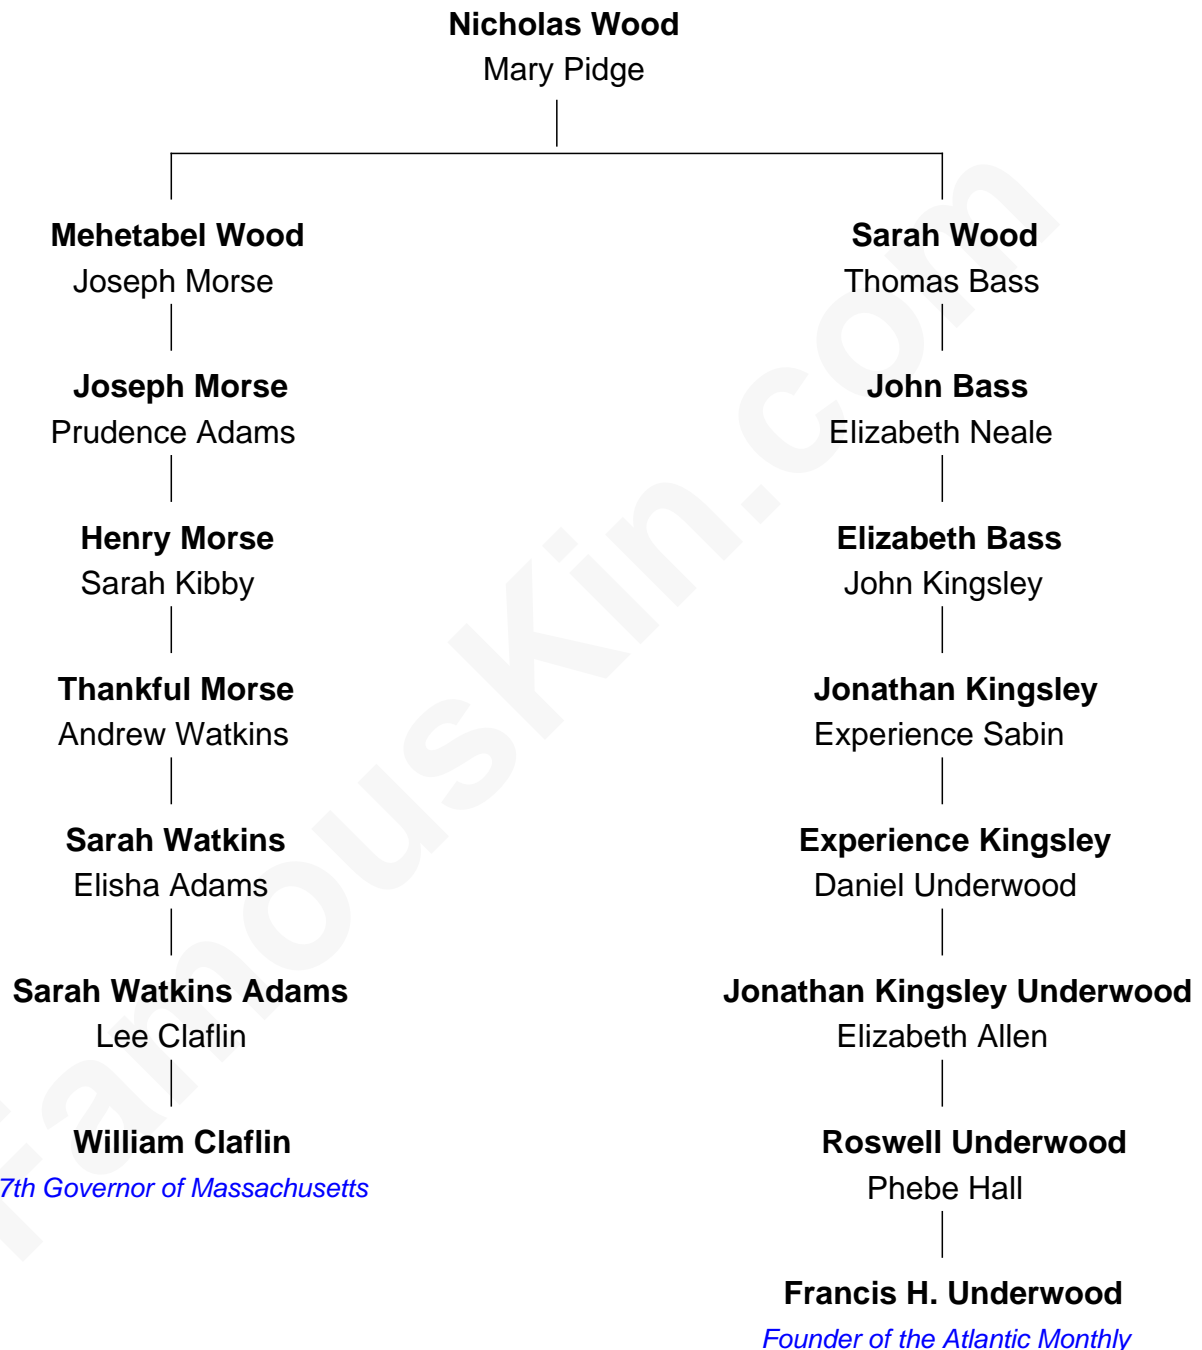 Nicholas Wood
Mary Pidge
Mehetabel Wood
Joseph Morse
Sarah Wood
Thomas Bass
Joseph Morse
Prudence Adams
John Bass
Elizabeth Neale
Henry Morse
Sarah Kibby
Elizabeth Bass
John Kingsley
Thankful Morse
Andrew Watkins
Jonathan Kingsley
Experience Sabin
Sarah Watkins
Elisha Adams
Experience Kingsley
Daniel Underwood
Sarah Watkins Adams
Lee Claflin
Jonathan Kingsley Underwood
Elizabeth Allen
William Claflin
7th Governor of Massachusetts
Roswell Underwood
Phebe Hall
Francis H. Underwood
Founder of the Atlantic Monthly
FamousKin.com